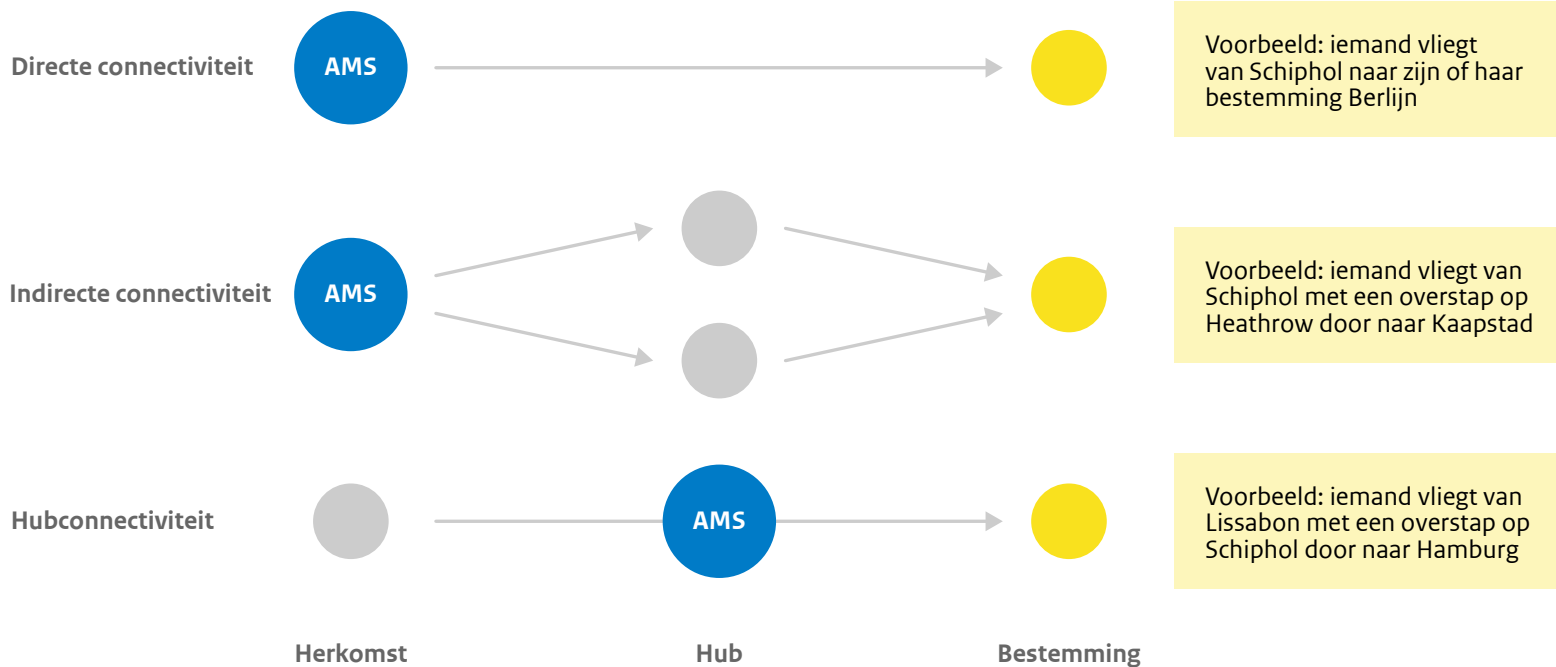 Directe connectiviteit
AMS
Voorbeeld: iemand vliegt
van Schiphol naar zijn of haar
bestemming Berlijn
Indirecte connectiviteit
AMS
Voorbeeld: iemand vliegt van
Schiphol met een overstap op
Heathrow door naar Kaapstad
Hubconnectiviteit
AMS
Voorbeeld: iemand vliegt van
Lissabon met een overstap op
Schiphol door naar Hamburg
Herkomst
Hub
Bestemming